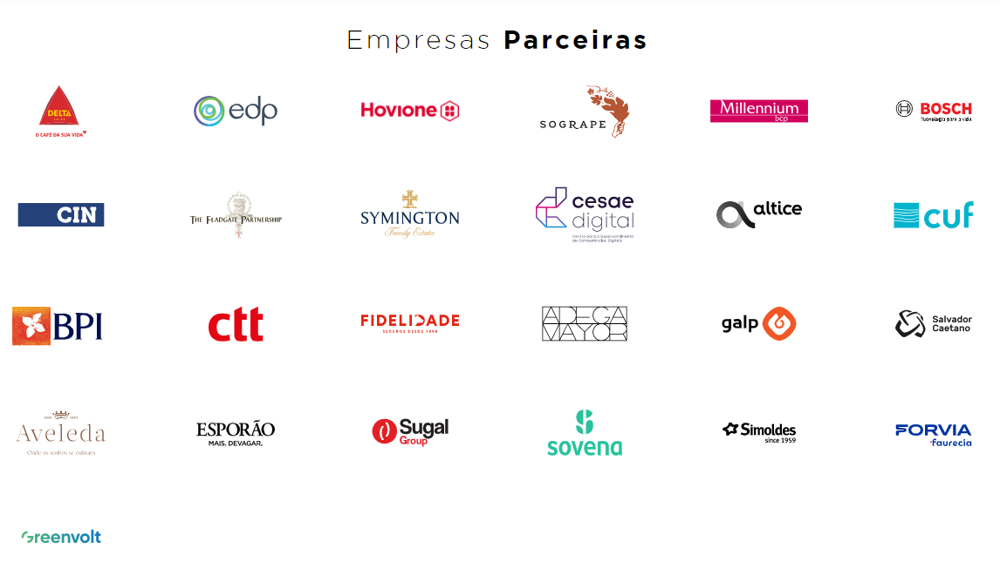 Empresas Parceiras
DELTA
CAFÉS
O CAFÉ DA SUA VIDA
edp
Hovione
SOGRAPE
Millennium
bcp
BOSCH
Tecnologia para a vida
CIN
THE FLADGATE PARTNERSHIP
SYMINGTON
Family Estates
cesae
digital
Centro para o Desenvolvimento
de Competências Digitais
altice
cuf
BPI
ctt
FIDELIDADE
SEGUROS DESDE 1808
ADEGA
MAYOR
galp
Salvador
Caetano
Aveleda
Onde os sonhos se cultivam
ESPORÃO
MAIS. DEVAGAR.
Sugal
Group
sovena
Simoldes
since 1959
FORVIA
faurecia
Greenvolt